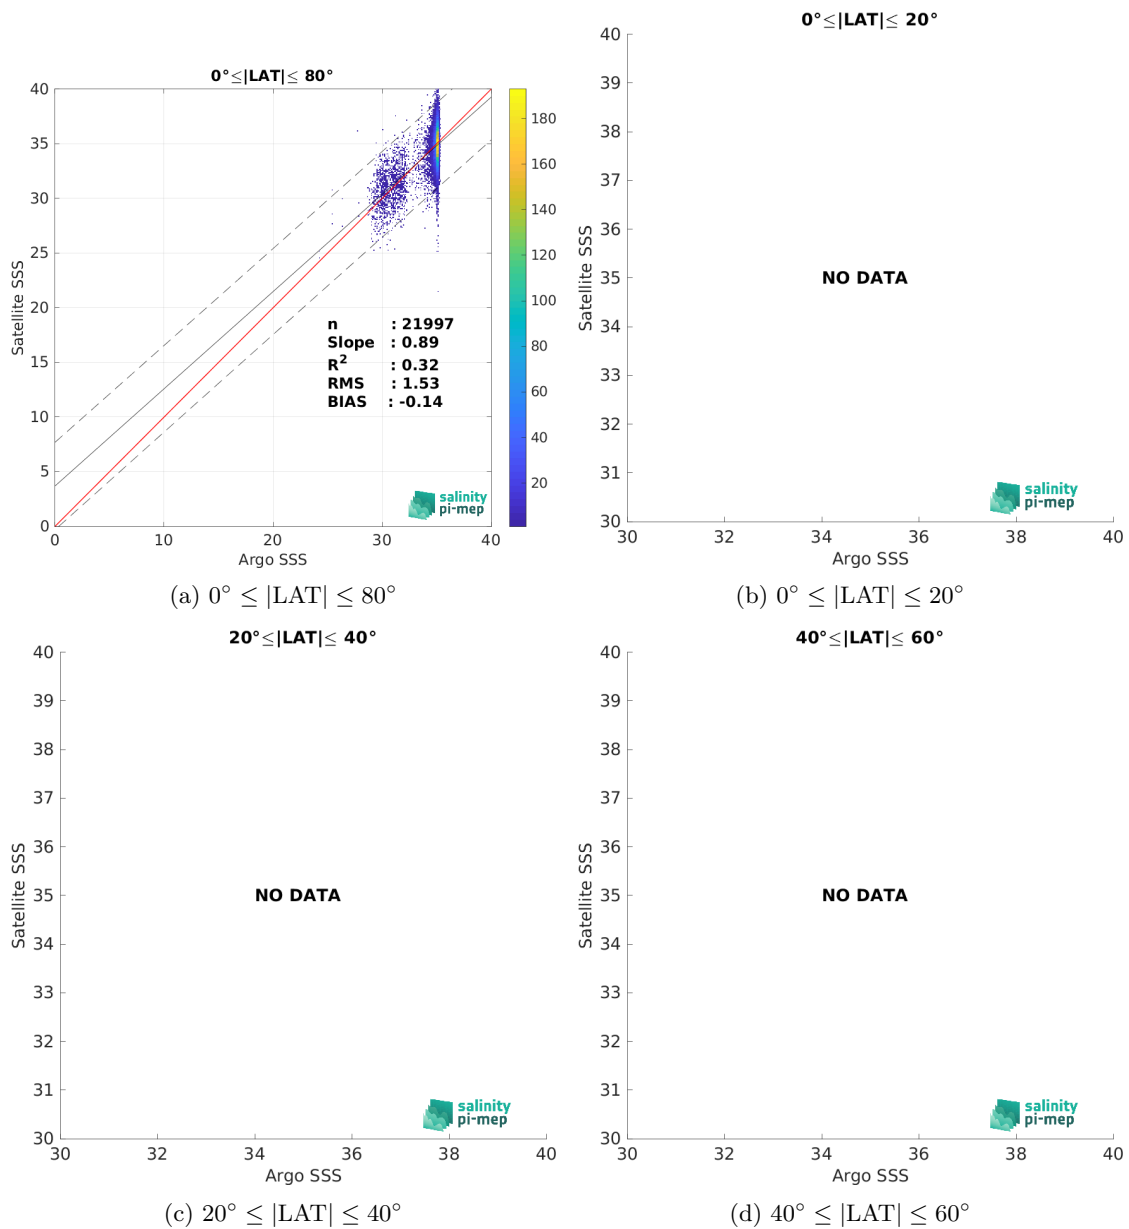 0°≤|LAT|≤ 80°
40
35
30
25
20
15
10
5
0
0
10
20
30
40
Satellite SSS
Argo SSS
n : 21997
Slope : 0.89
R² : 0.32
RMS : 1.53
BIAS : -0.14
salinity
pi-mep
180
160
140
120
100
80
60
40
20
(a) 0° ≤ |LAT| ≤ 80°
0°≤|LAT|≤ 20°
40
39
38
37
36
35
34
33
32
31
30
30
32
34
36
38
40
Satellite SSS
Argo SSS
NO DATA
salinity
pi-mep
(b) 0° ≤ |LAT| ≤ 20°
20°≤|LAT|≤ 40°
40
39
38
37
36
35
34
33
32
31
30
30
32
34
36
38
40
Satellite SSS
Argo SSS
NO DATA
salinity
pi-mep
(c) 20° ≤ |LAT| ≤ 40°
40°≤|LAT|≤ 60°
40
39
38
37
36
35
34
33
32
31
30
30
32
34
36
38
40
Satellite SSS
Argo SSS
NO DATA
salinity
pi-mep
(d) 40° ≤ |LAT| ≤ 60°